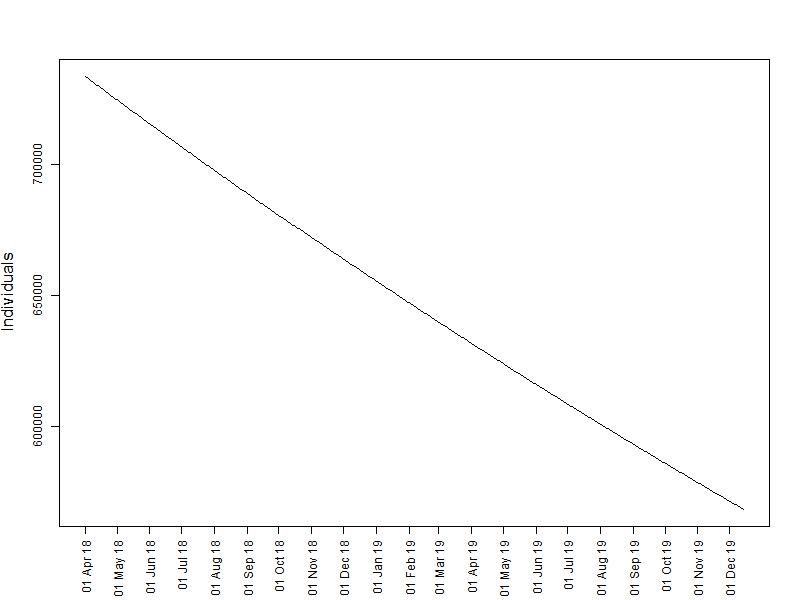 Individuals
700000
650000
600000
01 Apr 18
01 May 18
01 Jun 18
01 Jul 18
01 Aug 18
01 Sep 18
01 Oct 18
01 Nov 18
01 Dec 18
01 Jan 19
01 Feb 19
01 Mar 19
01 Apr 19
01 May 19
01 Jun 19
01 Jul 19
01 Aug 19
01 Sep 19
01 Oct 19
01 Nov 19
01 Dec 19